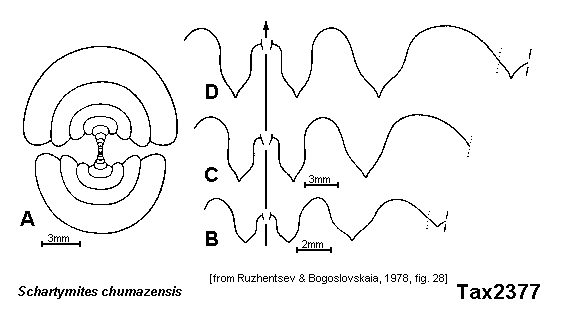 D
C
3mm
A
3mm
B
2mm
[from Ruzhentsev & Bogoslovskaia, 1978, fig. 28]
Schartymites chumazensis
Tax2377